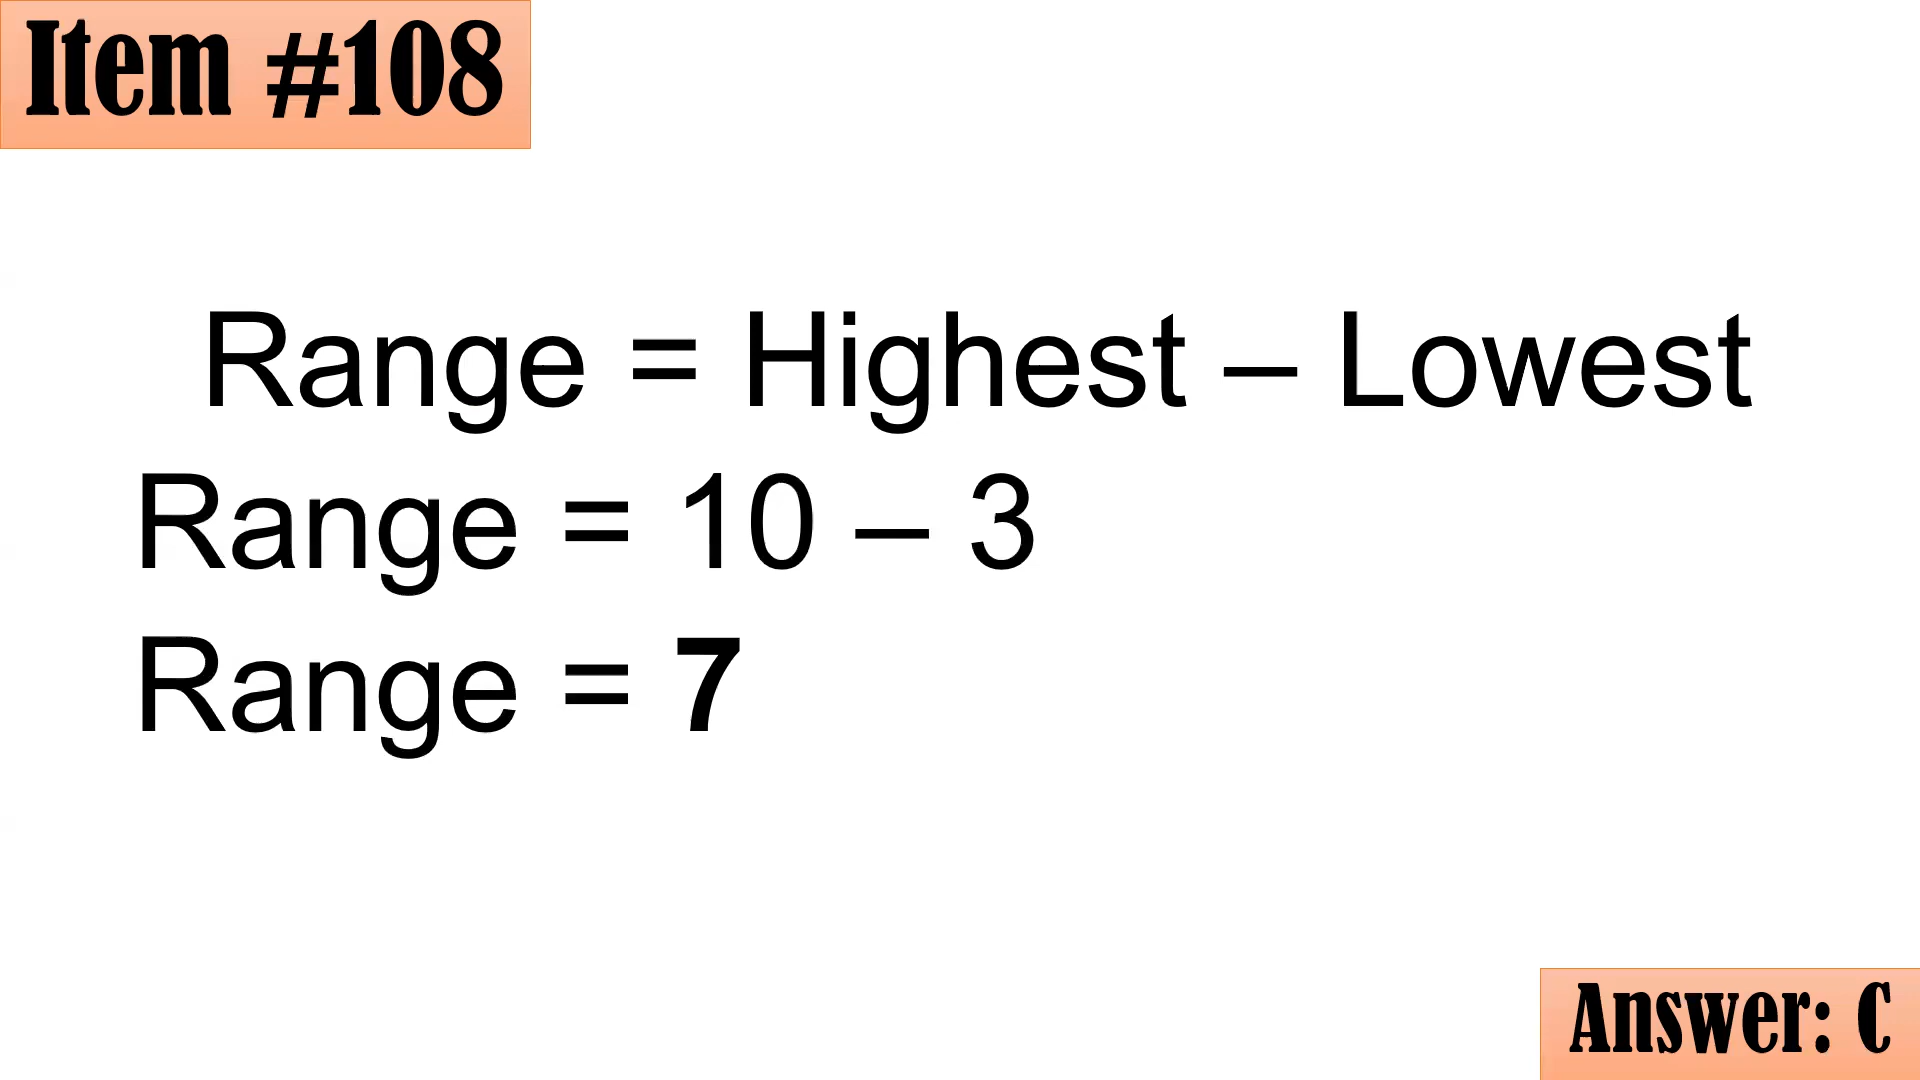 Item #108
Range = Highest – Lowest
Range = 10 – 3
Range = 7
Answer: C